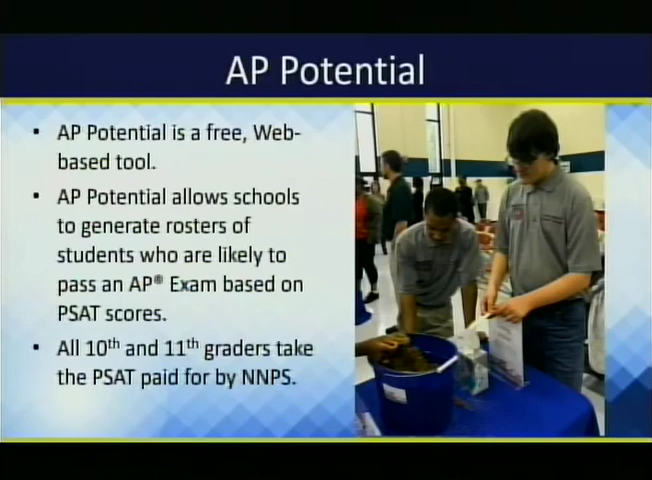 AP Potential
• AP Potential is a free, Web-
based tool.
• AP Potential allows schools
to generate rosters of
students who are likely to
pass an AP® Exam based on
PSAT scores.
• All 10th and 11th graders take
the PSAT paid for by NNPS.